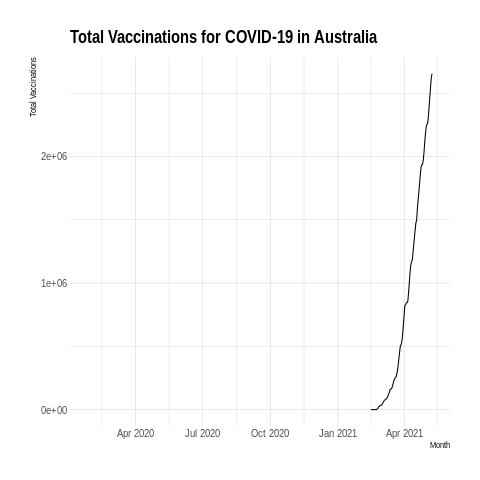 Total Vaccinations for COVID-19 in Australia
Total Vaccinations
2e+06
1e+06
0e+00
Apr 2020 Jul 2020 Oct 2020 Jan 2021 Apr 2021
Month